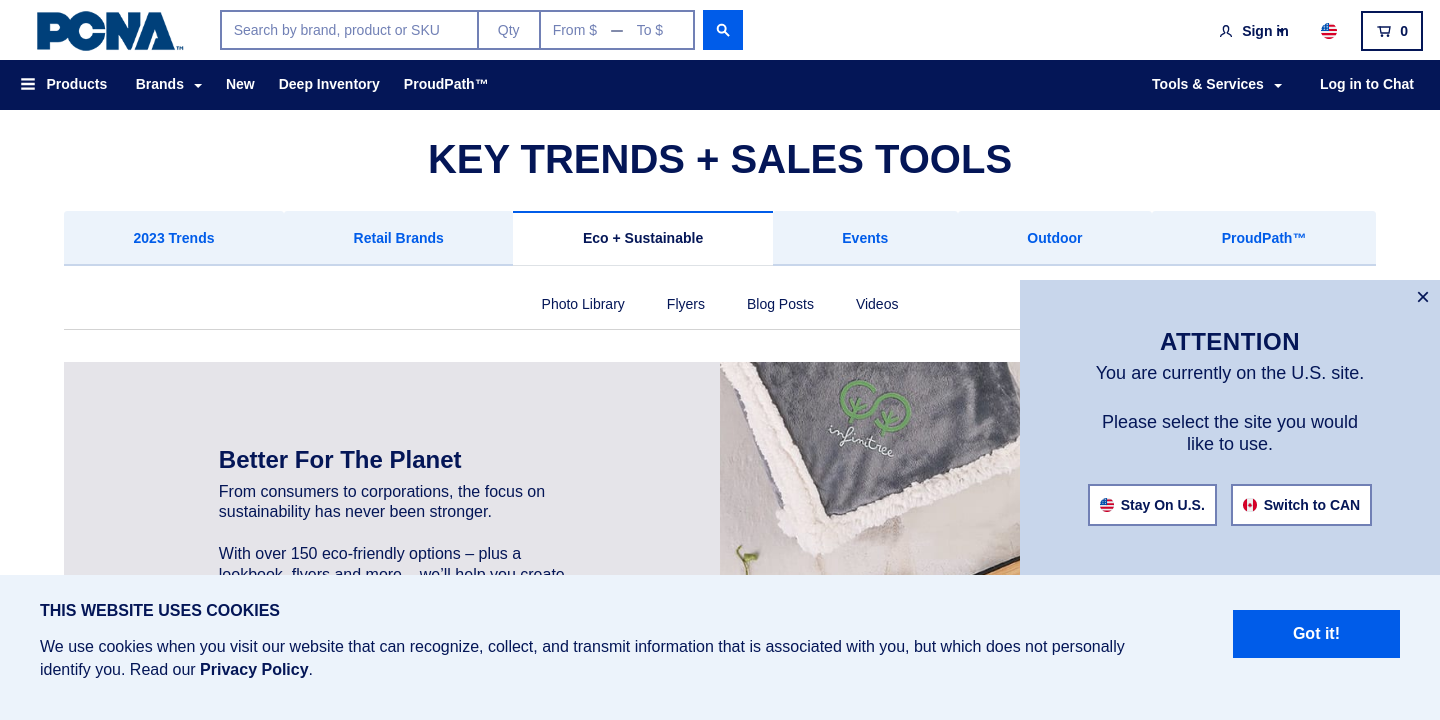 PCNA™
Search by brand, product or SKU
Qty
From $ — To $
Sign in
0
Products
Brands
New
Deep Inventory
ProudPath™
Tools & Services
Log in to Chat
KEY TRENDS + SALES TOOLS
2023 Trends
Retail Brands
Eco + Sustainable
Events
Outdoor
ProudPath™
Photo Library
Flyers
Blog Posts
Videos
×
ATTENTION
You are currently on the U.S. site.
Please select the site you would
like to use.
Stay On U.S.
Switch to CAN
infinitree
Better For The Planet
From consumers to corporations, the focus on
sustainability has never been stronger.
With over 150 eco-friendly options – plus a
lookbook, flyers and more – we’ll help you create
THIS WEBSITE USES COOKIES
We use cookies when you visit our website that can recognize, collect, and transmit information that is associated with you, but which does not personally
identify you. Read our Privacy Policy.
Got it!